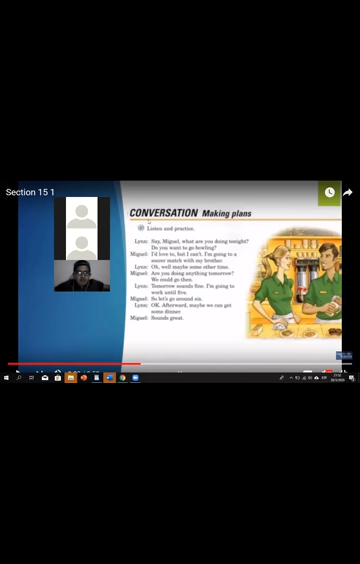 Section 15 1
CONVERSATION Making plans
Listen and practice.
Lynn: Say, Miguel, what are you doing tonight?
Do you want to go bowling?
Miguel: I'd love to, but I can't. I'm going to a
soccer match with my brother.
Lynn: Oh, well maybe some other time.
Miguel: Are you doing anything tomorrow?
We could go then.
Lynn: Tomorrow sounds fine. I'm going to
work until five.
Miguel: So let's go around six.
Lynn: OK. Afterward, maybe we can get
some dinner
Miguel: Sounds great.